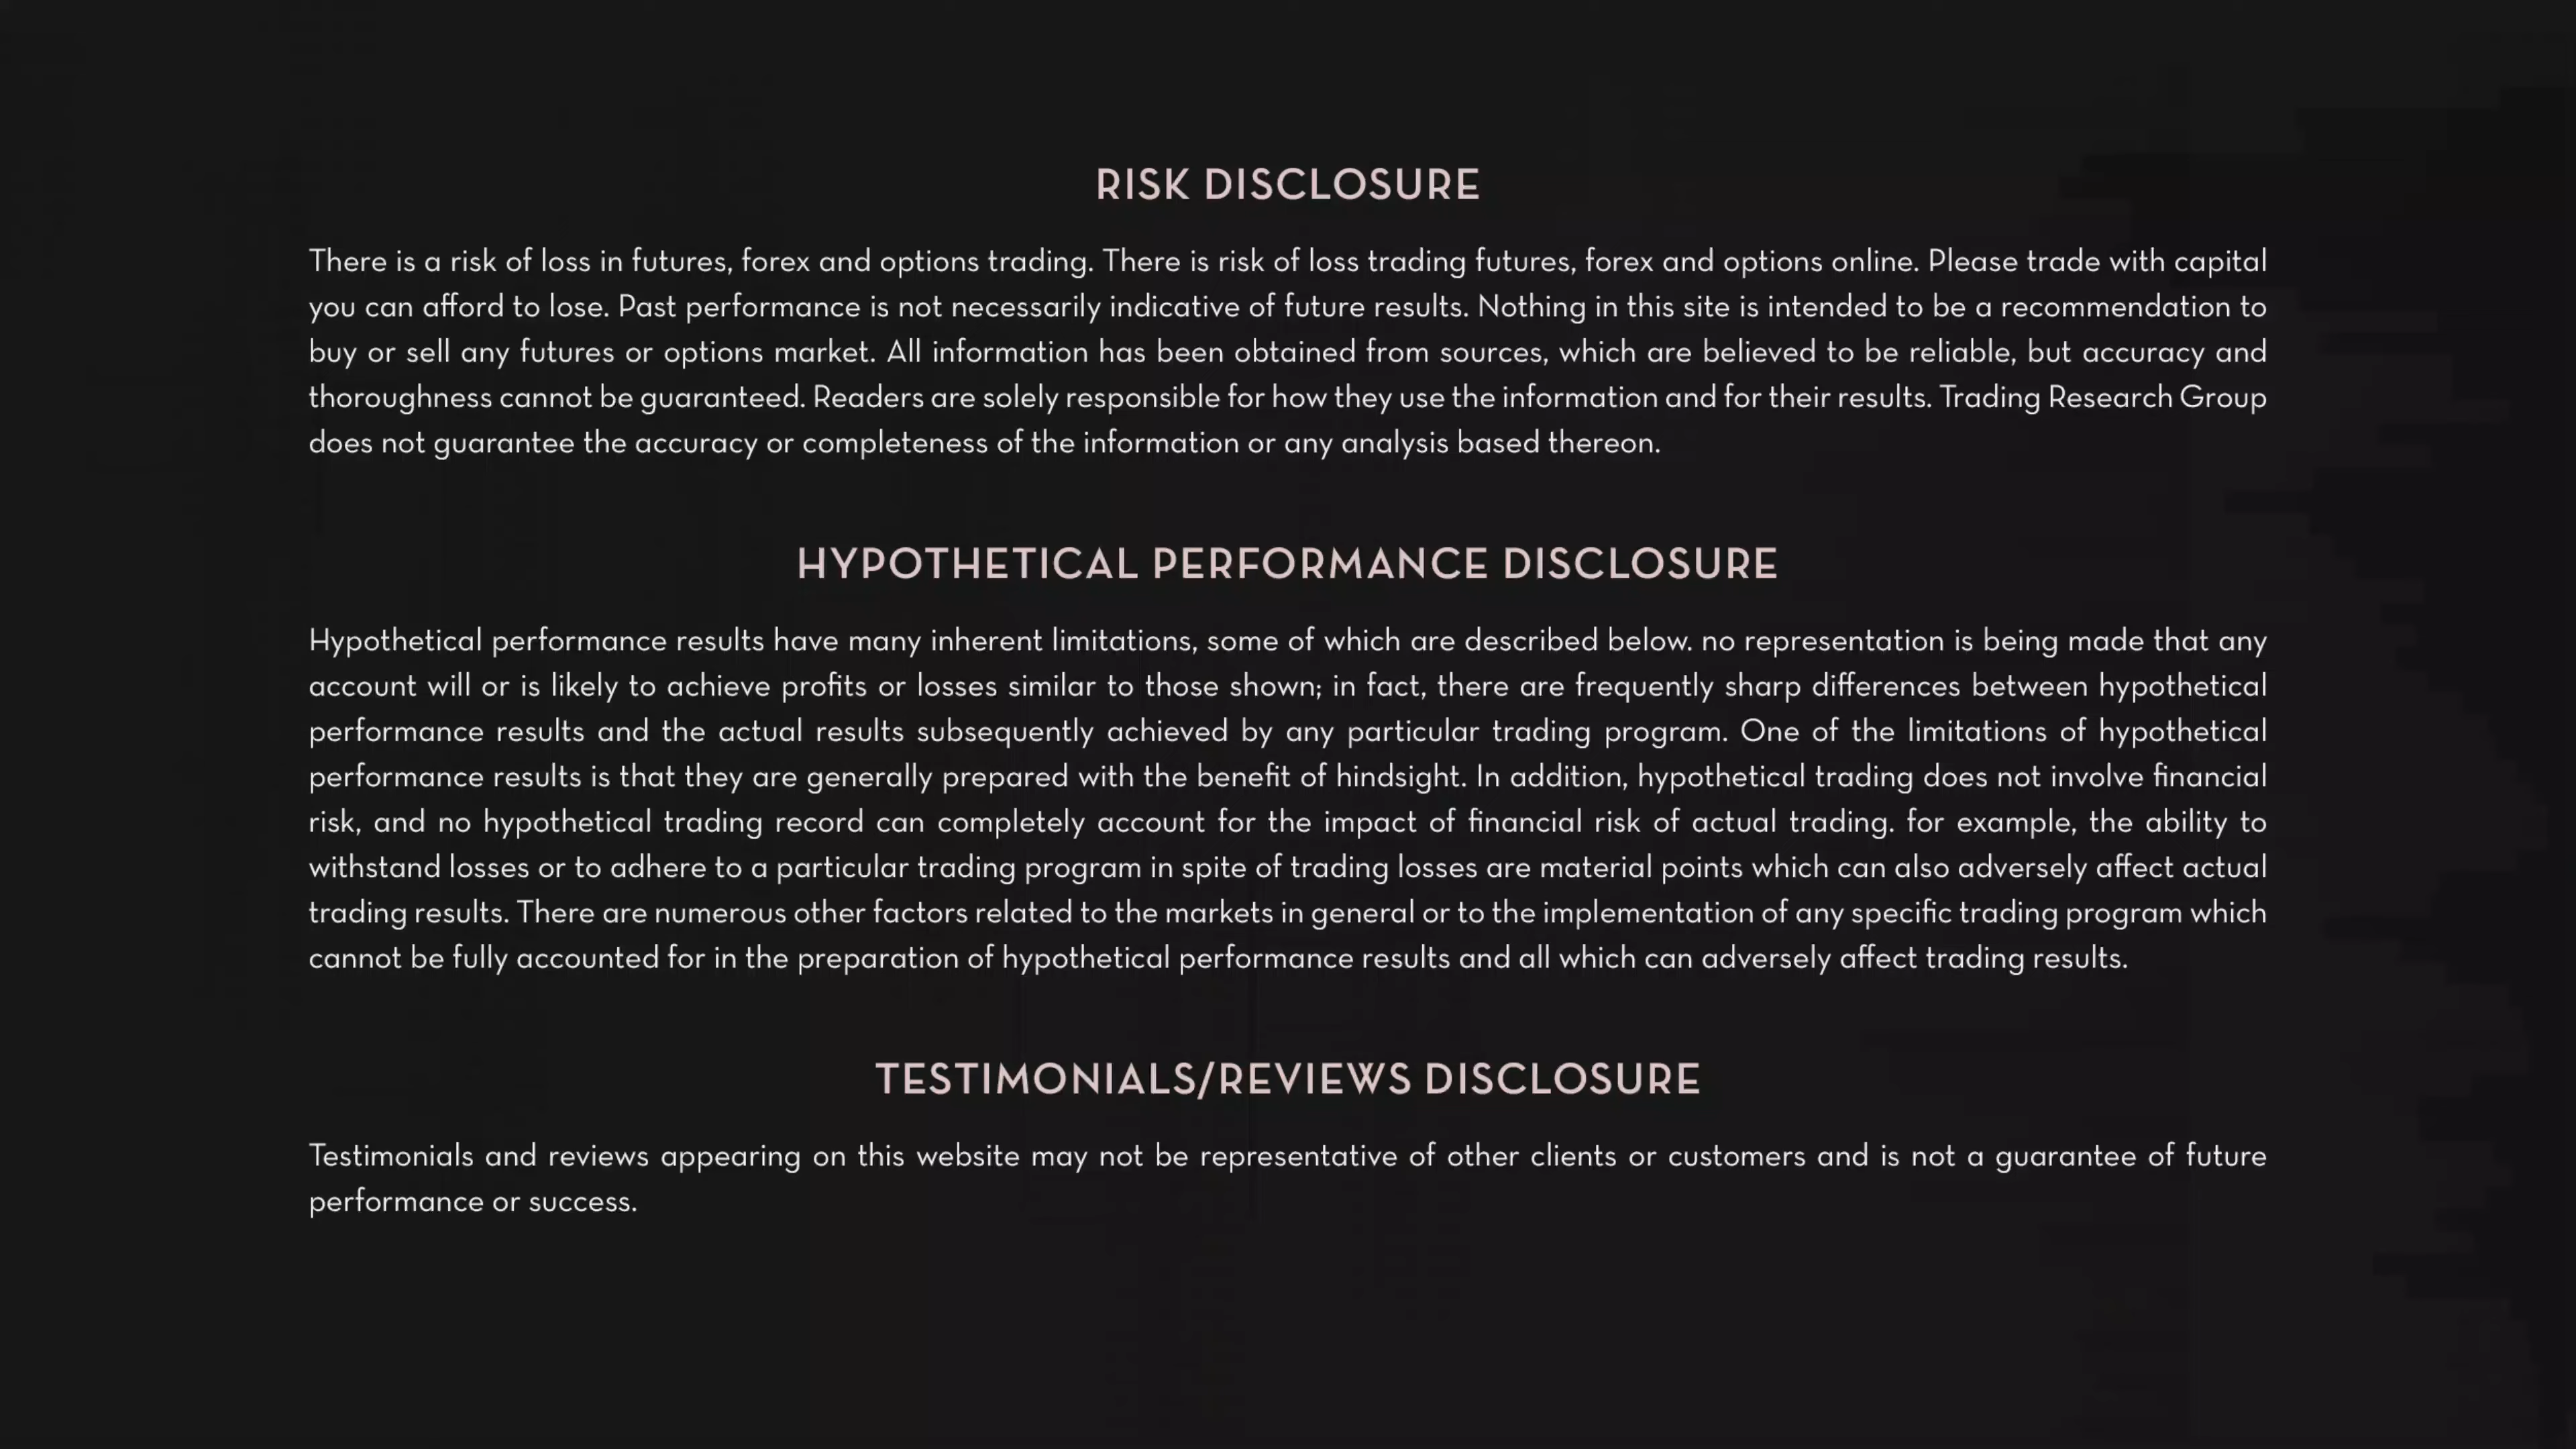 RISK DISCLOSURE
There is a risk of loss in futures, forex and options trading. There is risk of loss trading futures, forex and options online. Please trade with capital
you can afford to lose. Past performance is not necessarily indicative of future results. Nothing in this site is intended to be a recommendation to
buy or sell any futures or options market. All information has been obtained from sources, which are believed to be reliable, but accuracy and
thoroughness cannot be guaranteed. Readers are solely responsible for how they use the information and for their results. Trading Research Group
does not guarantee the accuracy or completeness of the information or any analysis based thereon.
HYPOTHETICAL PERFORMANCE DISCLOSURE
Hypothetical performance results have many inherent limitations, some of which are described below. no representation is being made that any
account will or is likely to achieve profits or losses similar to those shown; in fact, there are frequently sharp differences between hypothetical
performance results and the actual results subsequently achieved by any particular trading program. One of the limitations of hypothetical
performance results is that they are generally prepared with the benefit of hindsight. In addition, hypothetical trading does not involve financial
risk, and no hypothetical trading record can completely account for the impact of financial risk of actual trading. for example, the ability to
withstand losses or to adhere to a particular trading program in spite of trading losses are material points which can also adversely affect actual
trading results. There are numerous other factors related to the markets in general or to the implementation of any specific trading program which
cannot be fully accounted for in the preparation of hypothetical performance results and all which can adversely affect trading results.
TESTIMONIALS/REVIEWS DISCLOSURE
Testimonials and reviews appearing on this website may not be representative of other clients or customers and is not a guarantee of future
performance or success.